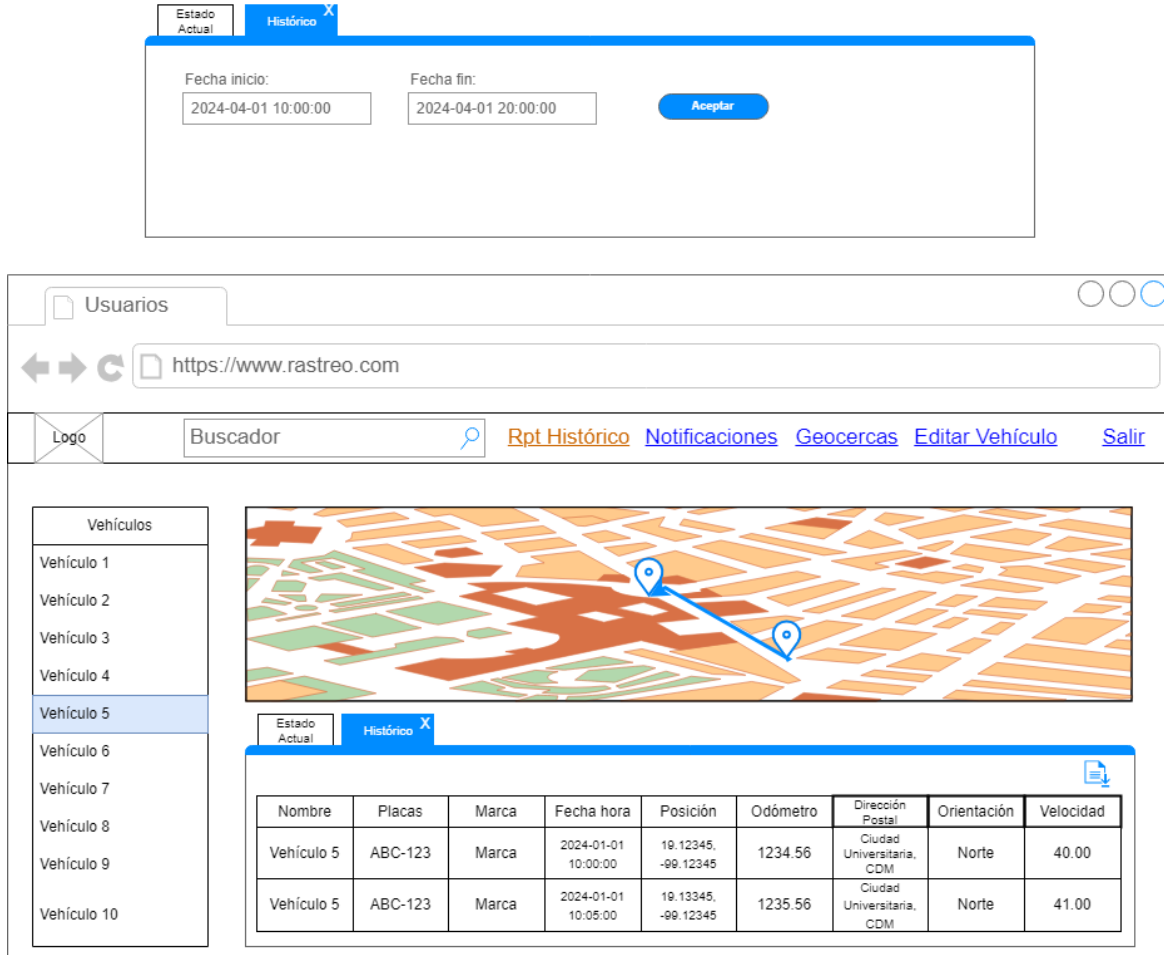 Estado
Actual
Histórico X
Fecha inicio:
Fecha fin:
2024-04-01 10:00:00
2024-04-01 20:00:00
Aceptar
Usuarios
https://www.rastreo.com
Logo
Buscador
Rpt Histórico
Notificaciones
Geocercas
Editar Vehículo
Salir
Vehículos
Vehículo 1
Vehículo 2
Vehículo 3
Vehículo 4
Vehículo 5
Vehículo 6
Vehículo 7
Vehículo 8
Vehículo 9
Vehículo 10
Estado
Actual
Histórico X
Nombre
Placas
Marca
Fecha hora
Posición
Odómetro
Dirección
Postal
Orientación
Velocidad
Vehículo 5
ABC-123
Marca
2024-01-01
10:00:00
19.12345,
-99.12345
1234.56
Ciudad
Universitaria,
CDM
Norte
40.00
Vehículo 5
ABC-123
Marca
2024-01-01
10:05:00
19.13345,
-99.12345
1235.56
Ciudad
Universitaria,
CDM
Norte
41.00